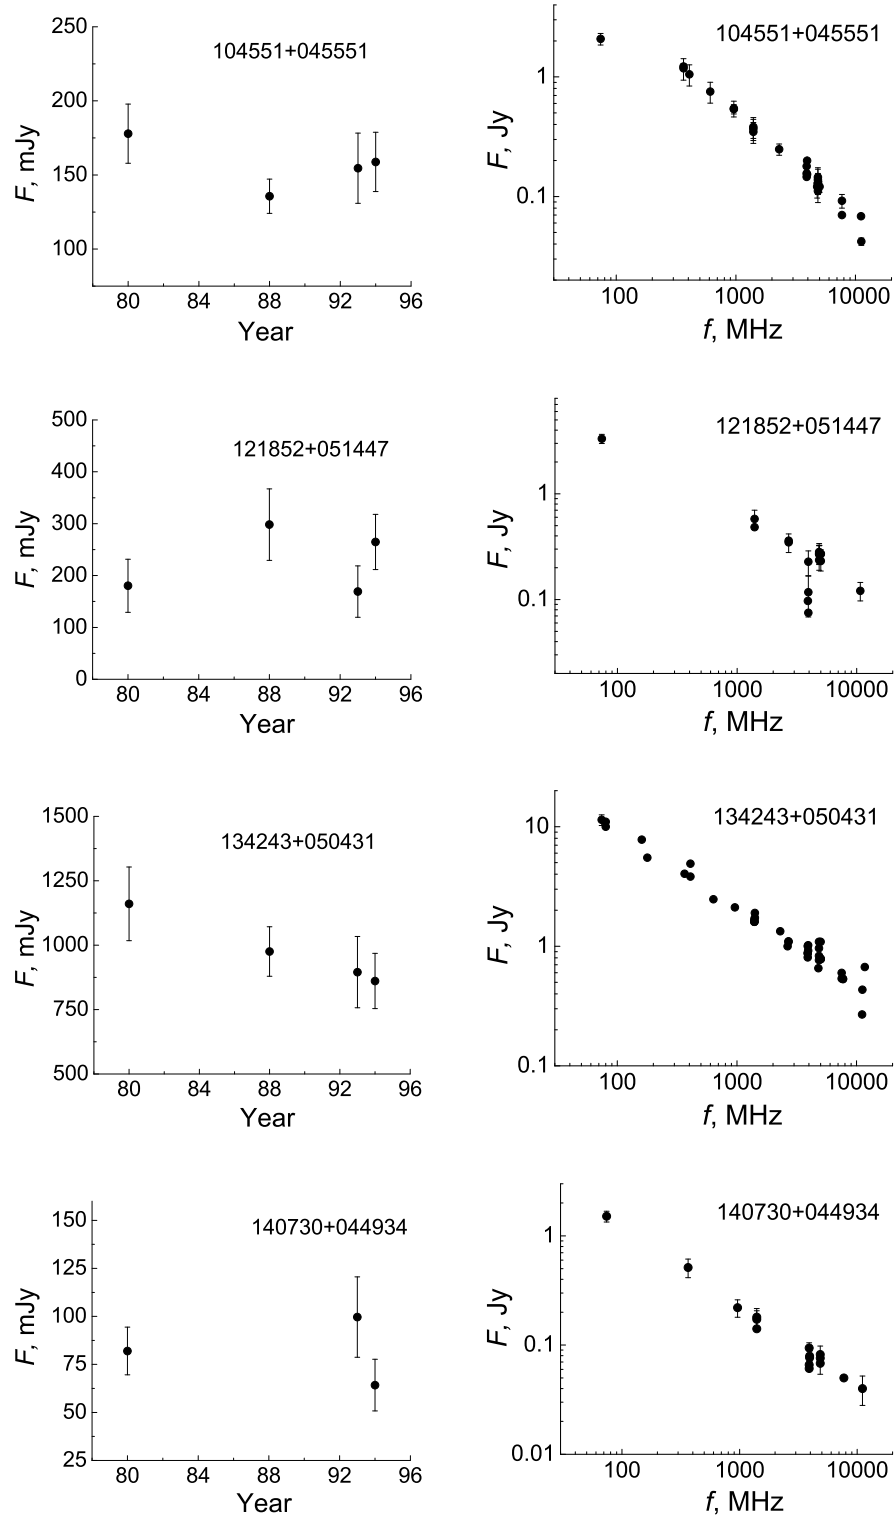 250
200
150
100
F, mJy
104551+045551
80 84 88 92 96
Year
1
0.1
F, Jy
104551+045551
100 1000 10000
f, MHz
500
400
300
200
100
0
F, mJy
121852+051447
80 84 88 92 96
Year
1
0.1
F, Jy
121852+051447
100 1000 10000
f, MHz
1500
1250
1000
750
500
F, mJy
134243+050431
80 84 88 92 96
Year
10
1
0.1
F, Jy
134243+050431
100 1000 10000
f, MHz
150
125
100
75
50
25
F, mJy
140730+044934
80 84 88 92 96
Year
1
0.1
0.01
F, Jy
140730+044934
100 1000 10000
f, MHz